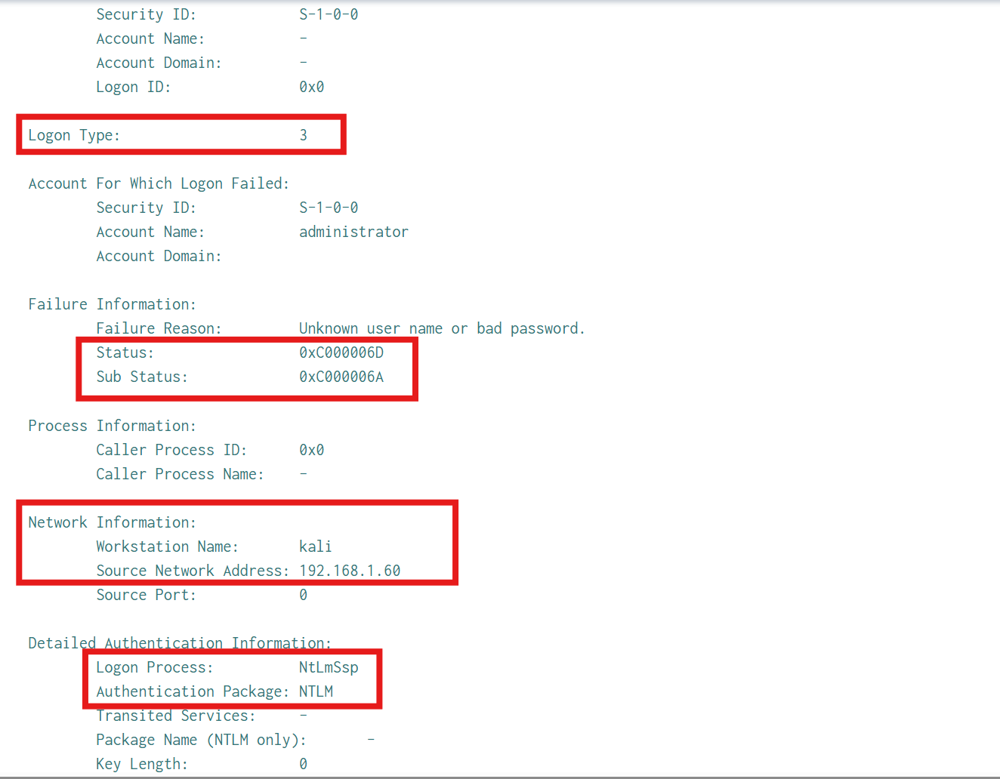 Security ID: S-1-0-0
Account Name: -
Account Domain: -
Logon ID: 0x0
Logon Type: 3
Account For Which Logon Failed:
Security ID: S-1-0-0
Account Name: administrator
Account Domain:
Failure Information:
Failure Reason: Unknown user name or bad password.
Status: 0xC000006D
Sub Status: 0xC000006A
Process Information:
Caller Process ID: 0x0
Caller Process Name: -
Network Information:
Workstation Name: kali
Source Network Address: 192.168.1.60
Source Port: 0
Detailed Authentication Information:
Logon Process: NtLmSsp
Authentication Package: NTLM
Transited Services: -
Package Name (NTLM only): -
Key Length: 0